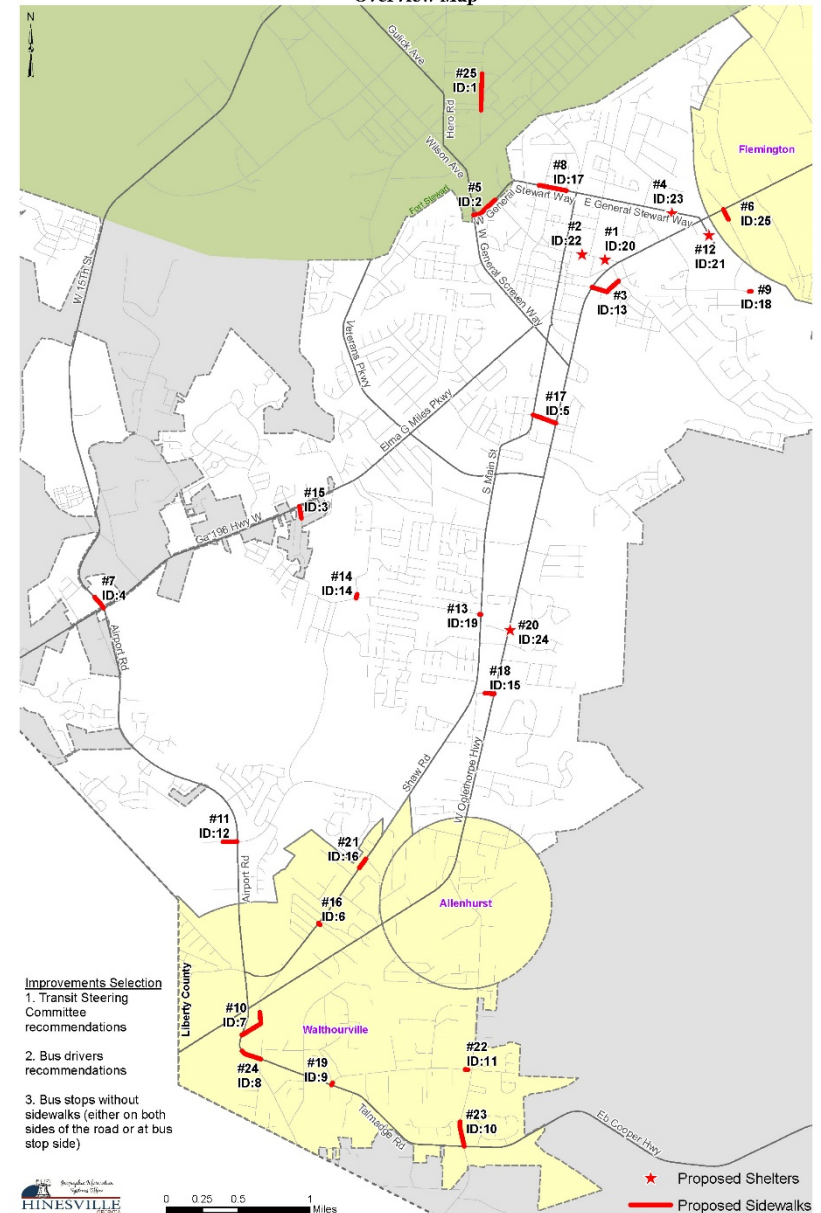 Overview Map
N
Gulick Ave
#25
ID:1
Hero Rd
Wilson Ave
Flemington
#8
ID:17
#5
ID:2
#4
ID:23
Fort Stewart
W General Stewart Way
E General Stewart Way
#6
ID:25
#2
ID:22
#1
ID:20
#12
ID:21
W 15Th St
W General Screven Way
#9
ID:18
#3
ID:13
Veterans Pkwy
Elma G Miles Pkwy
#17
ID:5
S Main St
#15
ID:3
Ga 196 Hwy W
#14
ID:14
#7
ID:4
#13
ID:19
#20
ID:24
Airport Rd
#18
ID:15
Shaw Rd
W Oglethorpe Hwy
#11
ID:12
#21
ID:16
Airport Rd
#16
ID:6
Allenhurst
Liberty County
Improvements Selection
1. Transit Steering
Committee
recommendations
2. Bus drivers
recommendations
3. Bus stops without
sidewalks (either on both
sides of the road or at bus
stop side)
#10
ID:7
Walthourville
#24
ID:8
#19
ID:9
#22
ID:11
Talmadge Rd
#23
ID:10
Eb Cooper Hwy
HINESVILLE
0 0.25 0.5 1
Miles
Proposed Shelters
Proposed Sidewalks